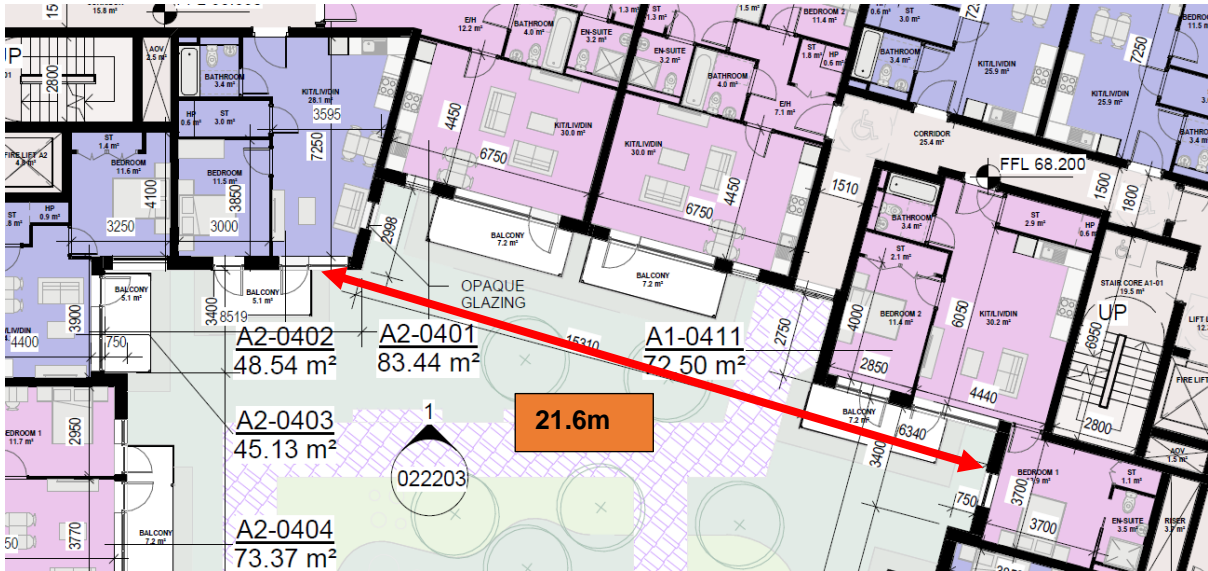 15.8 m²
FFL 68.600
UP
2800
AOV
2.5 m²
BATHROOM
3.4 m²
KIT/LIV/DIN
26.1 m²
3595
HP
0.6 m²
ST
3.0 m²
7250
ST
1.4 m²
BEDROOM
11.6 m²
4100
3250
BEDROOM
11.5 m²
3850
3000
FIRE LIFT A2
ST
HP
0.9 m²
E/H
12.2 m²
BATHROOM
4.0 m²
EN-SUITE
3.2 m²
1.3 m²
ST
1.3 m²
EN-SUITE
3.2 m²
BATHROOM
4.0 m²
BEDROOM 2
11.4 m²
ST
1.8 m²
HP
0.6 m²
E/H
7.1 m²
4450
KIT/LIV/DIN
30.0 m²
6750
KIT/LIV/DIN
30.0 m²
4450
6750
0.6 m²
ST
3.0 m²
BATHROOM
3.4 m²
KIT/LIV/DIN
25.9 m²
7250
KIT/LIV/DIN
25.9 m²
11.5 m²
3.4 m²
CORRIDOR
25.4 m²
FFL 68.200
1510
1500
1800
BATHROOM
3.4 m²
ST
2.9 m²
HP
0.6 m²
ST
2.1 m²
STAIR CORE A1-01
19.5 m²
UP
6950
2800
FIRE LIFT
BEDROOM 2
11.4 m²
4000
2850
6050
KIT/LIV/DIN
30.2 m²
4440
2998
BALCONY
7.2 m²
BALCONY
7.2 m²
OPAQUE
GLAZING
BALCONY
5.1 m²
BALCONY
5.1 m²
3900
4400
750
3400
8519
15310
2750
A2-0402
48.54 m²
A2-0401
83.44 m²
A1-0411
72.50 m²
21.6m
A2-0403
45.13 m²
1
022203
A2-0404
73.37 m²
BALCONY
7.2 m²
6340
3400
750
BEDROOM 1
3700
3700
ST
1.1 m²
EN-SUITE
3.5 m²
AOV
1.5 m²
RISER
BEDROOM 1
11.7 m²
2950
3770
BALCONY
7.2 m²